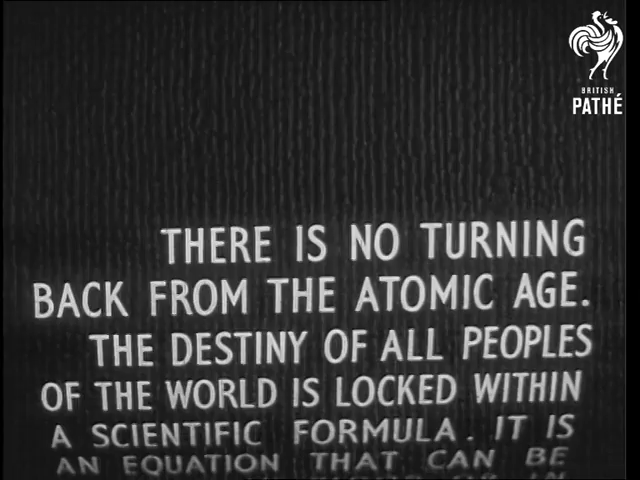 BRITISH
PATHÉ
THERE IS NO TURNING
BACK FROM THE ATOMIC AGE.
THE DESTINY OF ALL PEOPLES
OF THE WORLD IS LOCKED WITHIN
A SCIENTIFIC FORMULA. IT IS
AN EQUATION THAT CAN BE